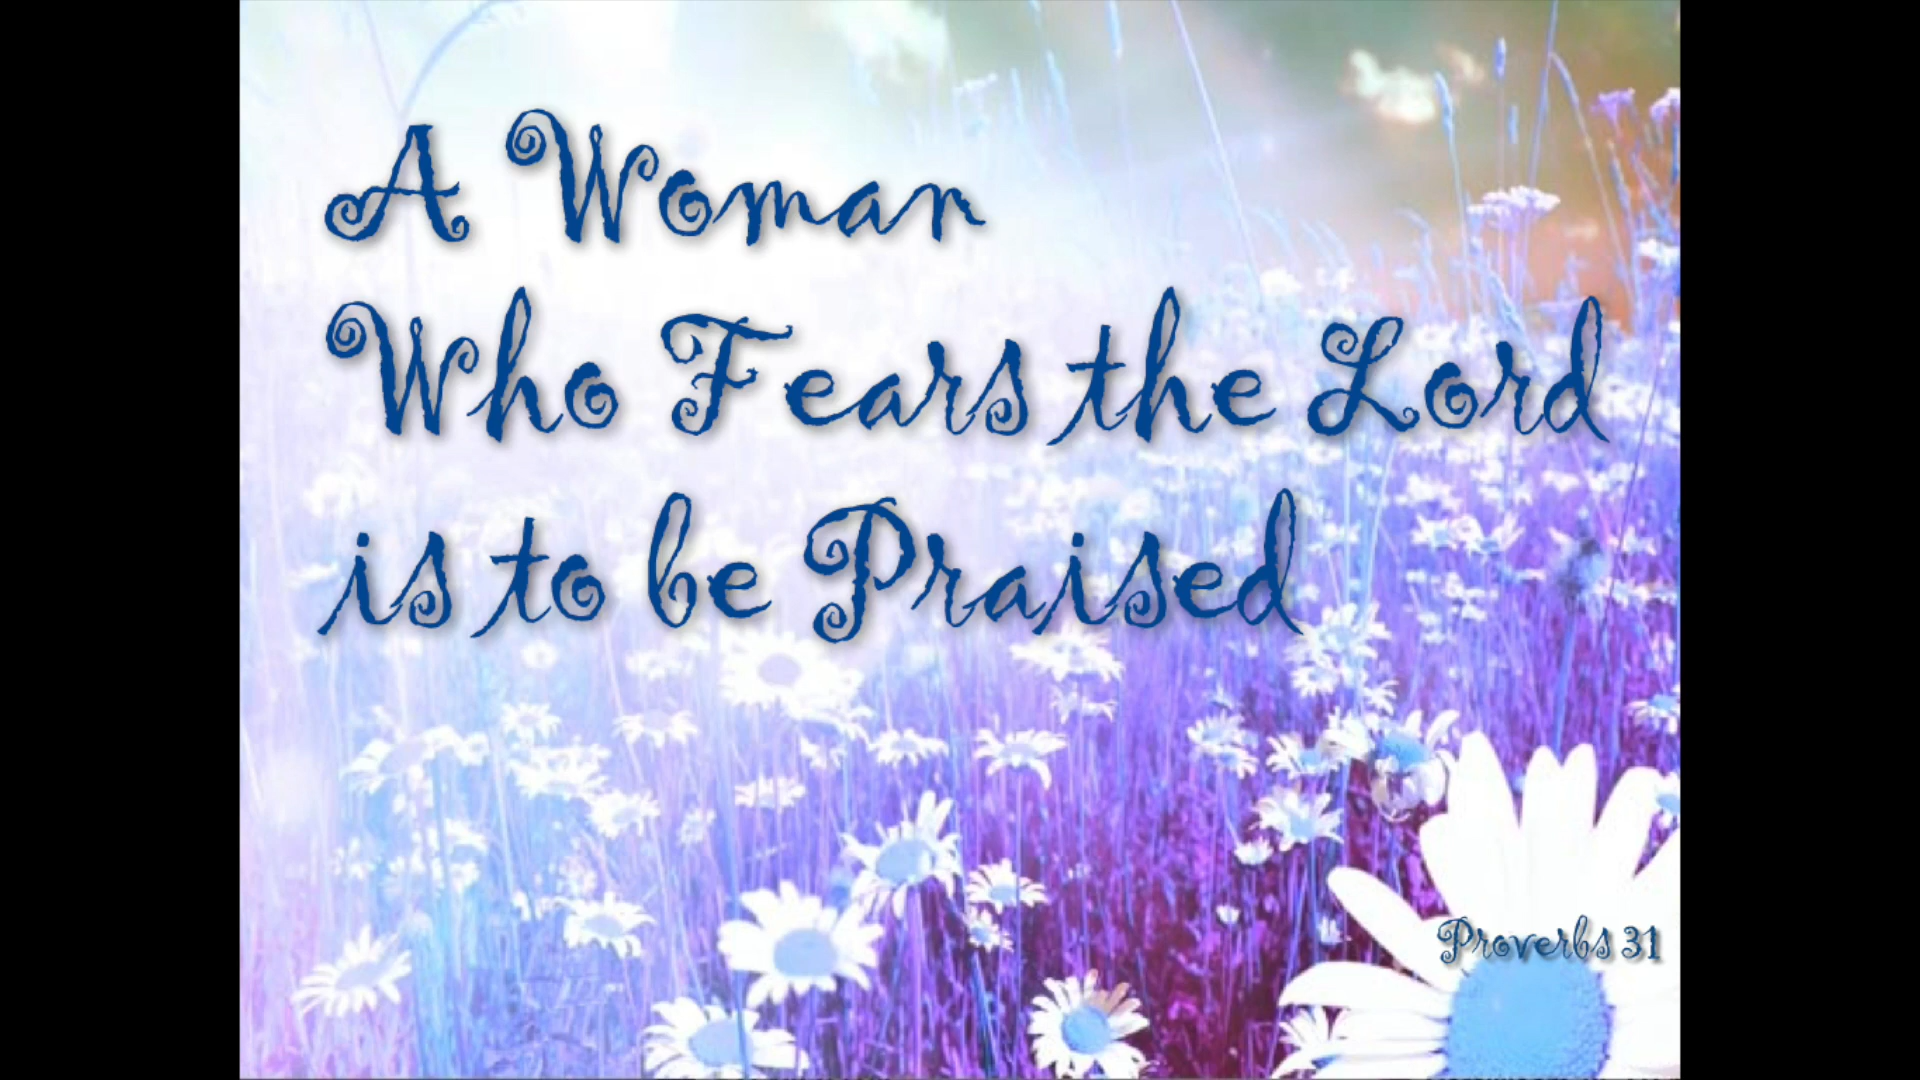 A Woman
Who Fears the Lord
is to be Praised
Proverbs 31